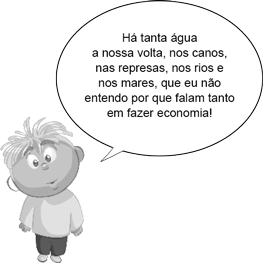 Há tanta água
a nossa volta, nos canos,
nas represas, nos rios e
nos mares, que eu não
entendo por que falam tanto
em fazer economia!